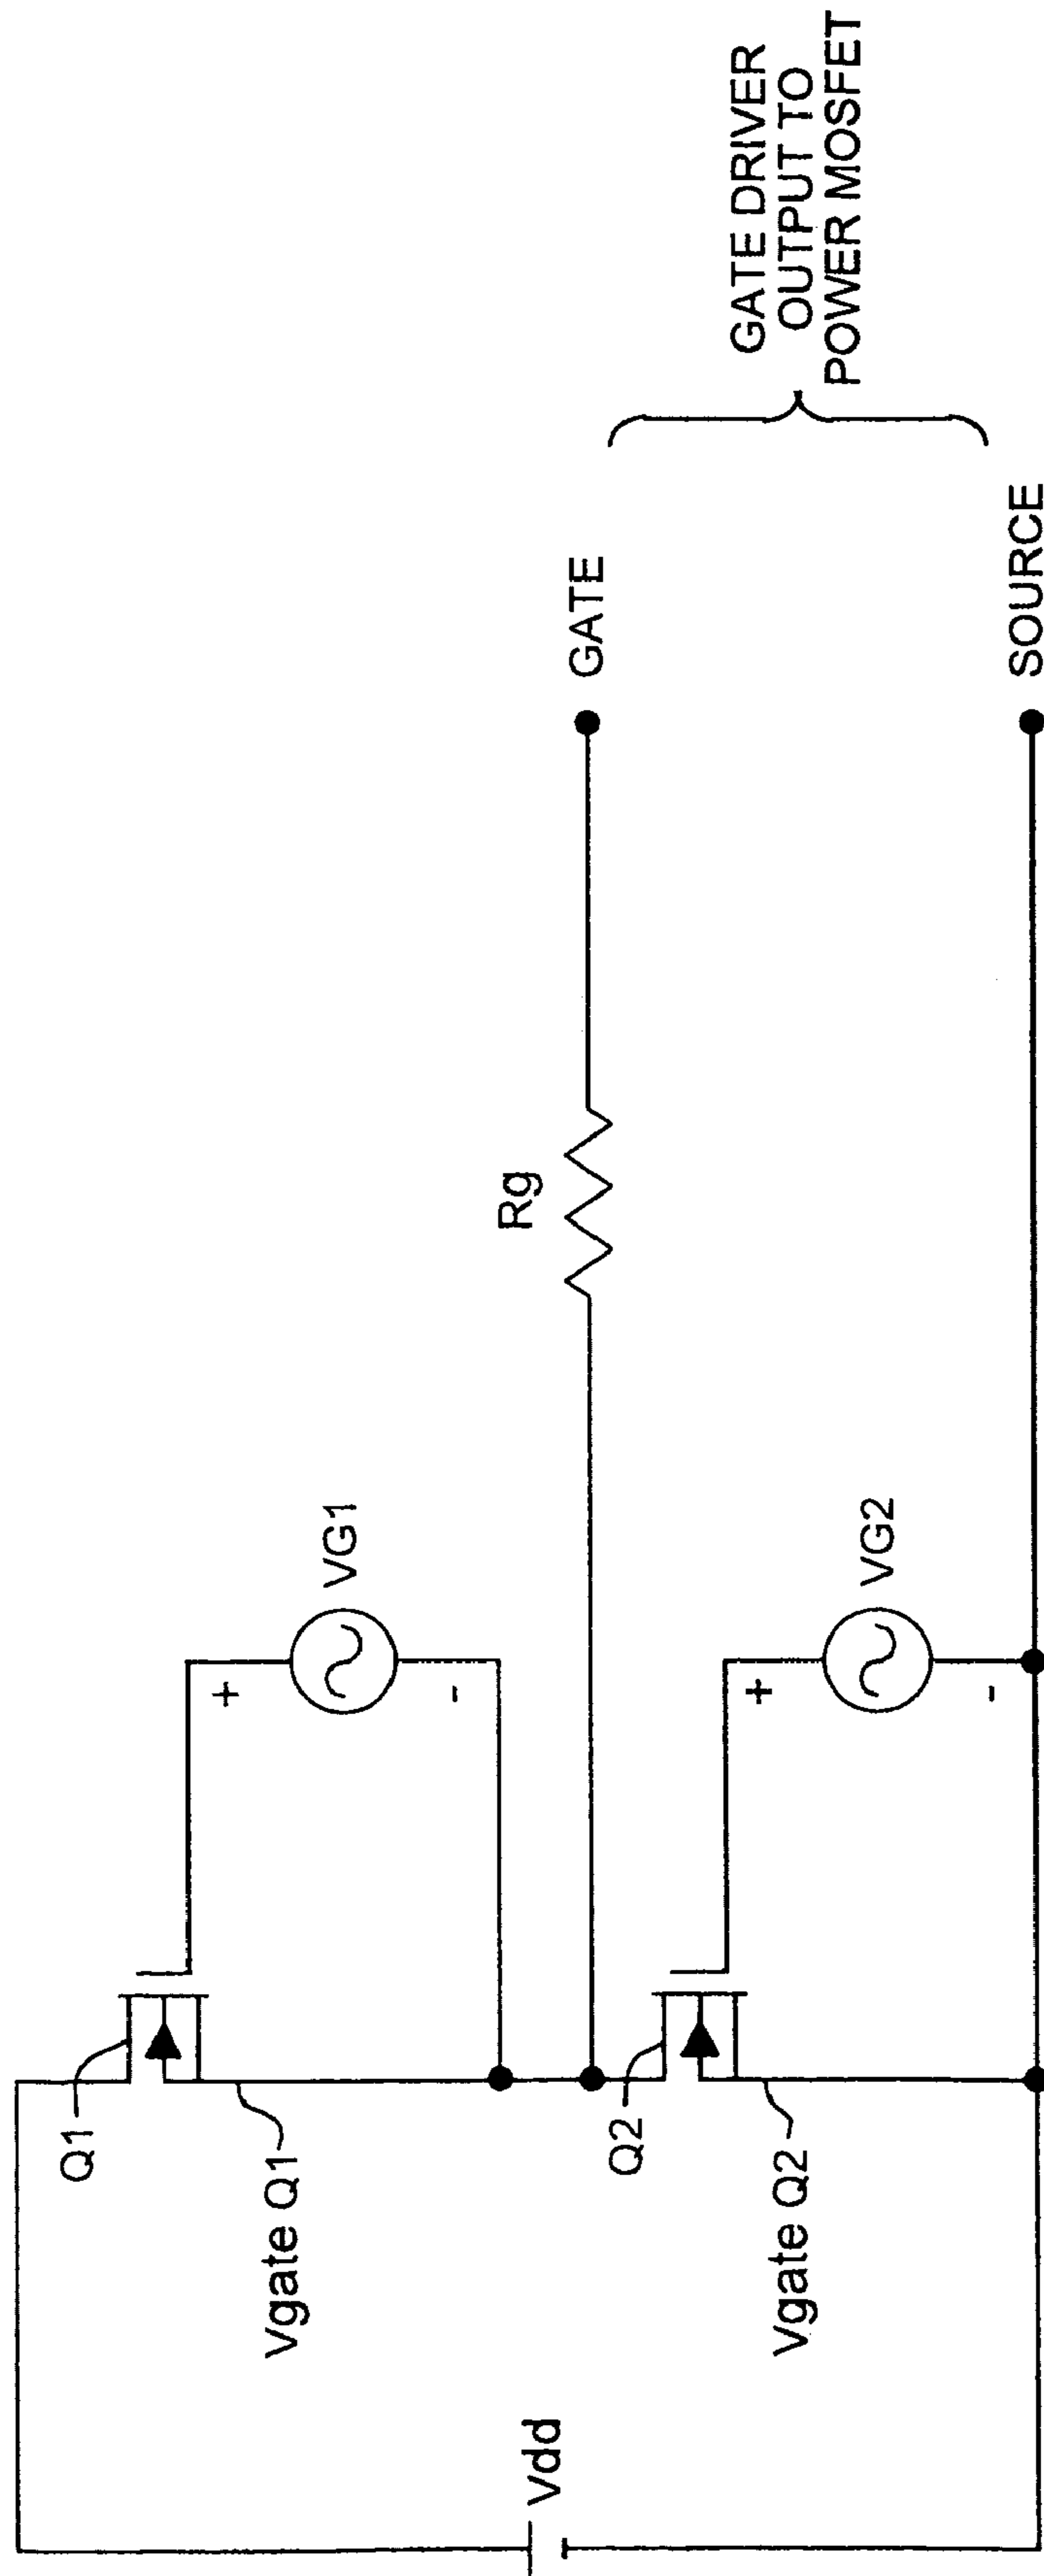 Vdd
Q1
Vgate Q1
Q2
Vgate Q2
+
-
VG1
+
-
VG2
Rg
GATE
SOURCE
GATE DRIVER
OUTPUT TO
POWER MOSFET